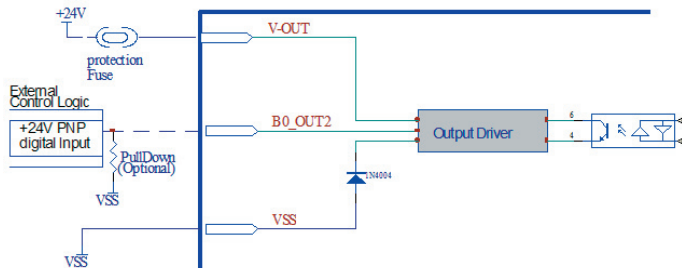 +24V
V-OUT
protection
Fuse
External
Control Logic
+24V PNP
digital Input
B0_OUT2
Output Driver
6
4
PullDown
(Optional)
1N4004
VSS
VSS
VSS